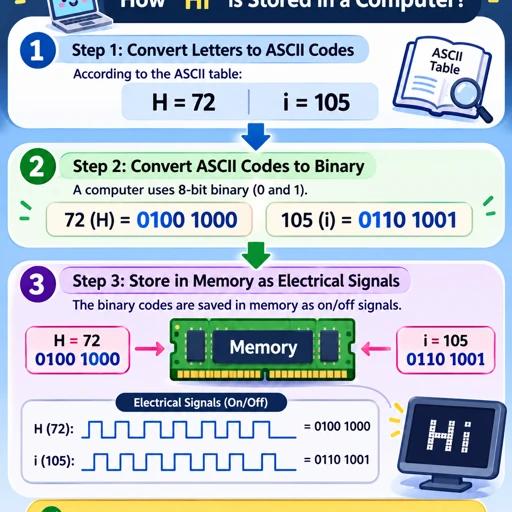 How "Hi" is Stored in a Computer?
1
Step 1: Convert Letters to ASCII Codes
According to the ASCII table:
H = 72
i = 105
ASCII
Table
2
Step 2: Convert ASCII Codes to Binary
A computer uses 8-bit binary (0 and 1).
72 (H) = 0100 1000
105 (i) = 0110 1001
3
Step 3: Store in Memory as Electrical Signals
The binary codes are saved in memory as on/off signals.
H = 72
0100 1000
Memory
i = 105
0110 1001
Electrical Signals (On/Off)
H (72):
= 0100 1000
i (105):
= 0110 1001
Hi